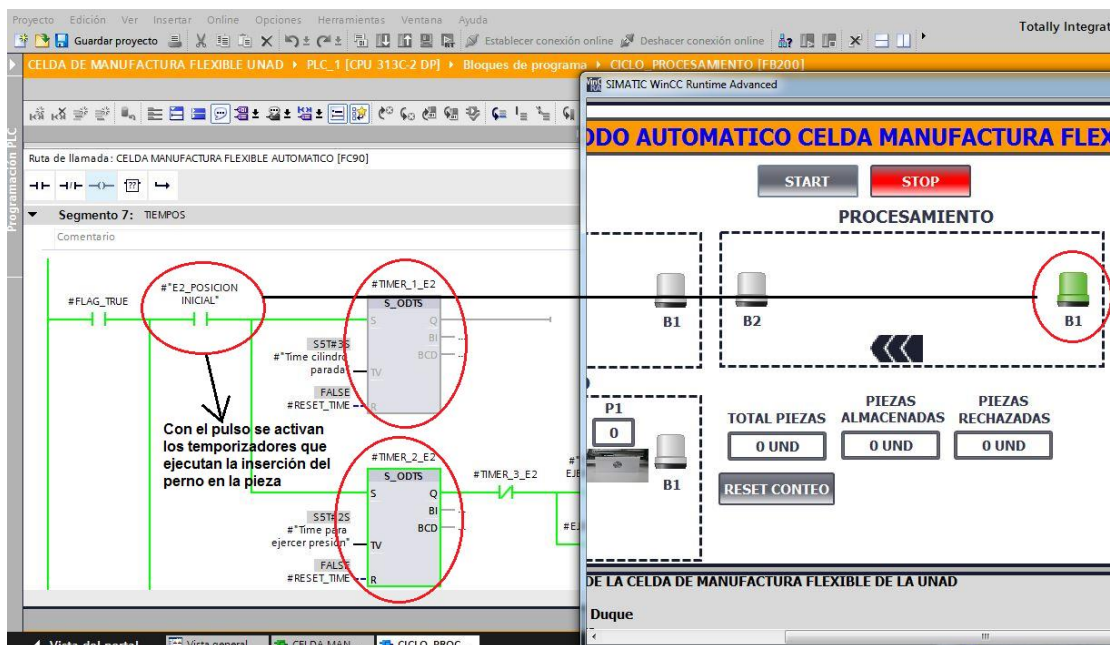 Proyecto Edición Ver Insertar Online Opciones Herramientas Ventana Ayuda
Guardar proyecto
Establecer conexión online
Deshacer conexión online
Totally Integrat
CELDA DE MANUFACTURA FLEXIBLE UNAD
PLC_1 [CPU 313C-2 DP]
Bloques de programa
CICLO_PROCESAMIENTO [FB200]
Programación PLC
Ruta de llamada: CELDA MANUFACTURA FLEXIBLE AUTOMATICO [FC90]
Segmento 7: TIEMPOS
Comentario
#FLAG_TRUE
#"E2_POSICION
INICIAL"
#TIMER_1_E2
S_ODTS
S Q
BI
BCD
S5T#3S
#"Time cilindro
parada"
TV
FALSE
#RESET_TIME
R
Con el pulso se activan
los temporizadores que
ejecutan la inserción del
perno en la pieza
#TIMER_2_E2
S_ODTS
S Q
BI
BCD
#TIMER_3_E2
S5T#2S
#"Time para
ejercer presion"
TV
FALSE
#RESET_TIME
R
Vista del portal
Vista general
CELDA MAN...
CICLO_PROC...
SIMATIC WinCC Runtime Advanced
ODO AUTOMATICO CELDA MANUFACTURA FLEX
START
STOP
PROCESAMIENTO
B1
B2
B1
P1
0
B1
TOTAL PIEZAS
0 UND
PIEZAS
ALMACENADAS
0 UND
PIEZAS
RECHAZADAS
0 UND
RESET CONTEO
DE LA CELDA DE MANUFACTURA FLEXIBLE DE LA UNAD
Duque